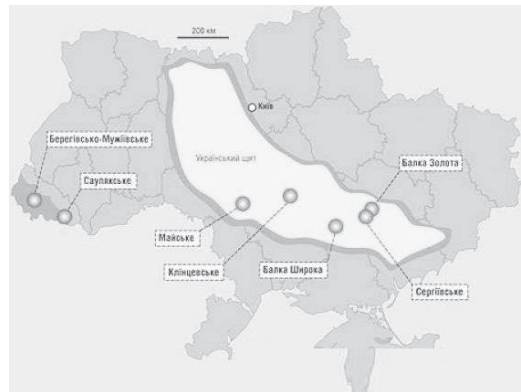 200 км
Київ
Берегівсько-Мужіївське
Український щит
Балка Золота
Саулякське
Майське
Клінцевське
Балка Широка
Сергіївське